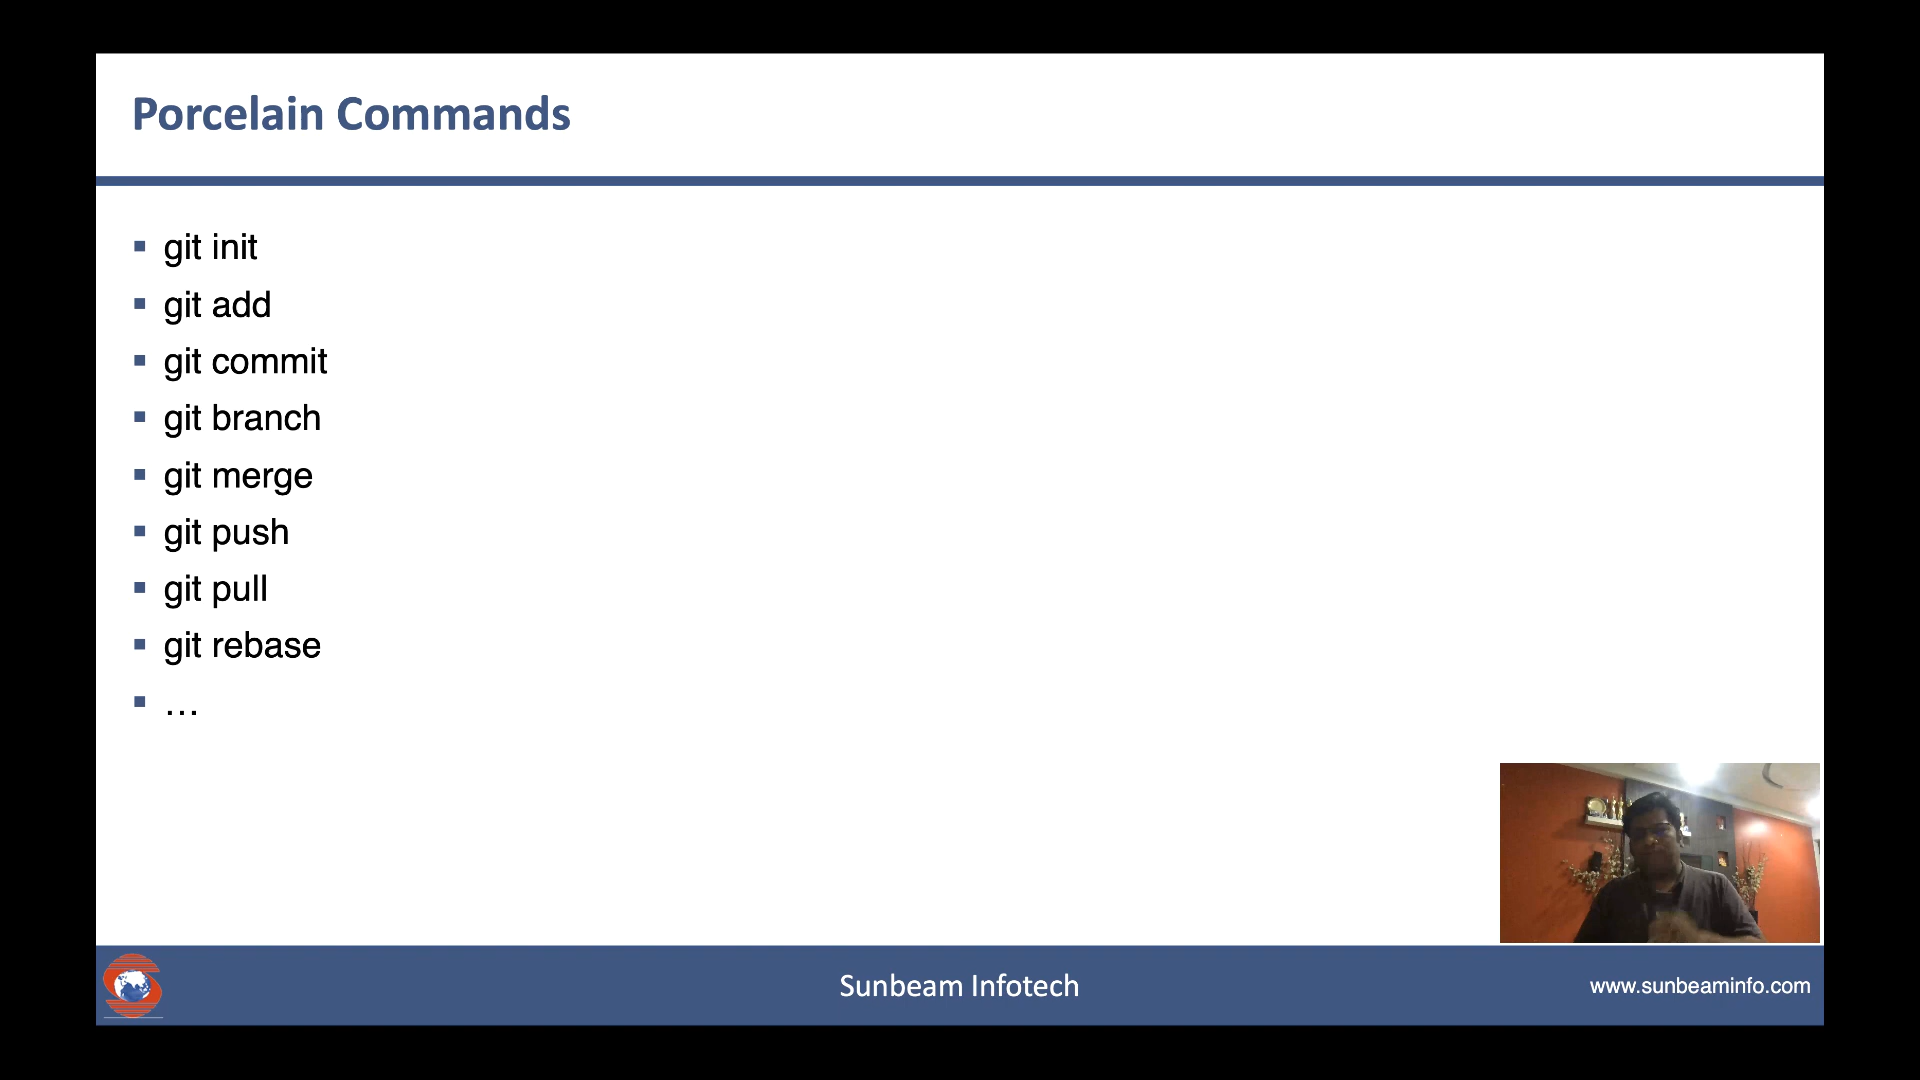 Porcelain Commands
▪ git init
▪ git add
▪ git commit
▪ git branch
▪ git merge
▪ git push
▪ git pull
▪ git rebase
▪ …
Sunbeam Infotech
www.sunbeaminfo.com